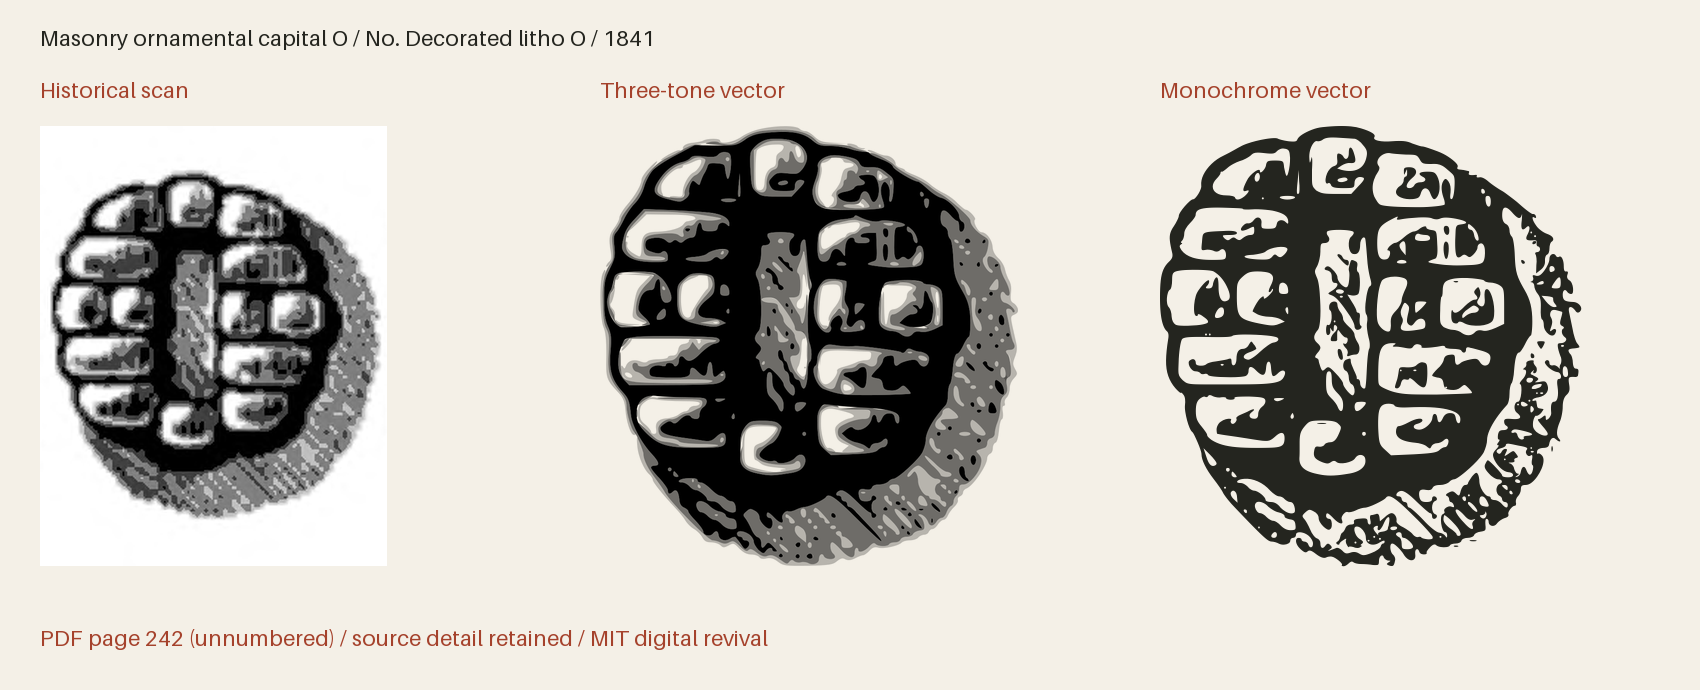 Masonry ornamental capital O / No. Decorated litho O / 1841
Historical scan
Three-tone vector
Monochrome vector
PDF page 242 (unnumbered) / source detail retained / MIT digital revival